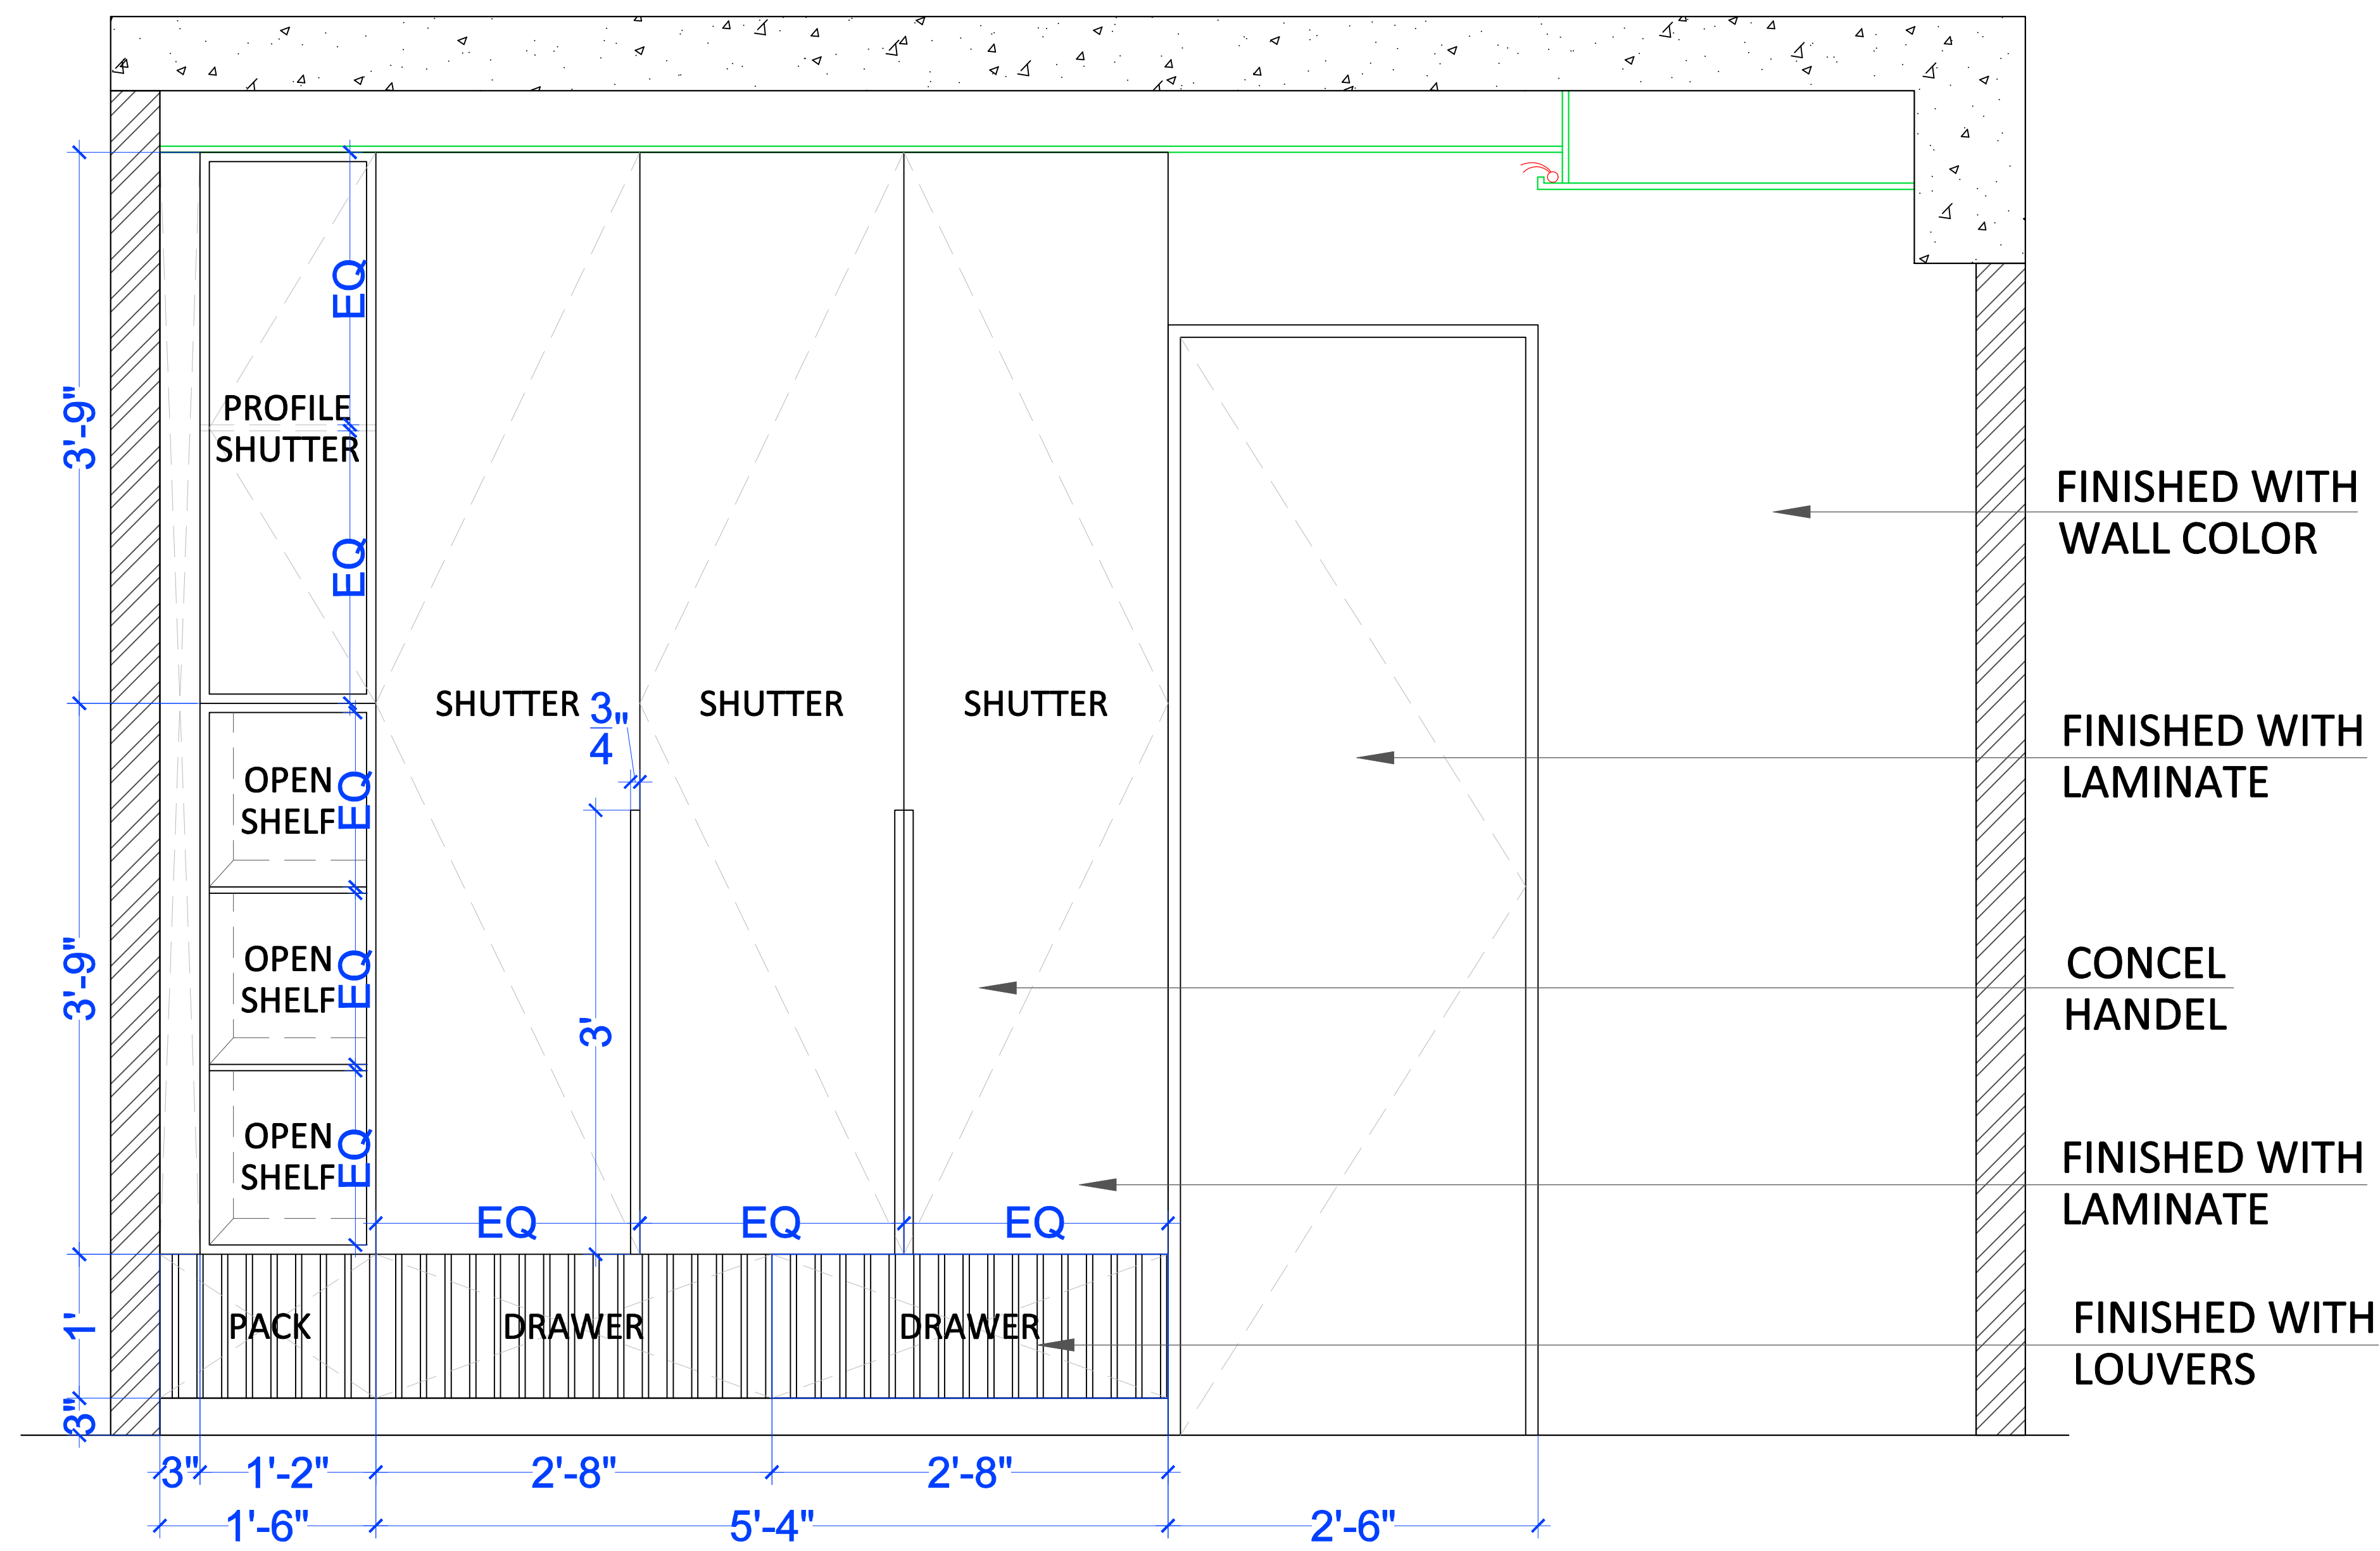 EQ
3'-9"
PROFILE
SHUTTER
EQ
FINISHED WITH
WALL COLOR
SHUTTER
SHUTTER
SHUTTER
3/4"
FINISHED WITH
LAMINATE
OPEN
SHELF
EQ
3'-9"
OPEN
SHELF
EQ
3'
CONCEL
HANDEL
OPEN
SHELF
EQ
FINISHED WITH
LAMINATE
EQ
EQ
EQ
1'
PACK
DRAWER
DRAWER
FINISHED WITH
LOUVERS
3"
3"
1'-2"
2'-8"
2'-8"
1'-6"
5'-4"
2'-6"